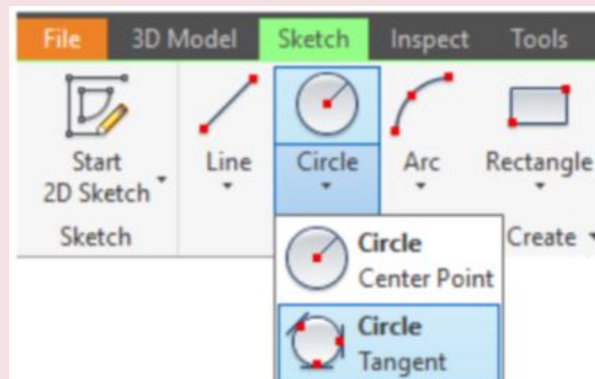 File 3D Model Sketch Inspect Tools
Start
2D Sketch
Line Circle Arc Rectangle
Sketch
Create
Circle
Center Point
Circle
Tangent